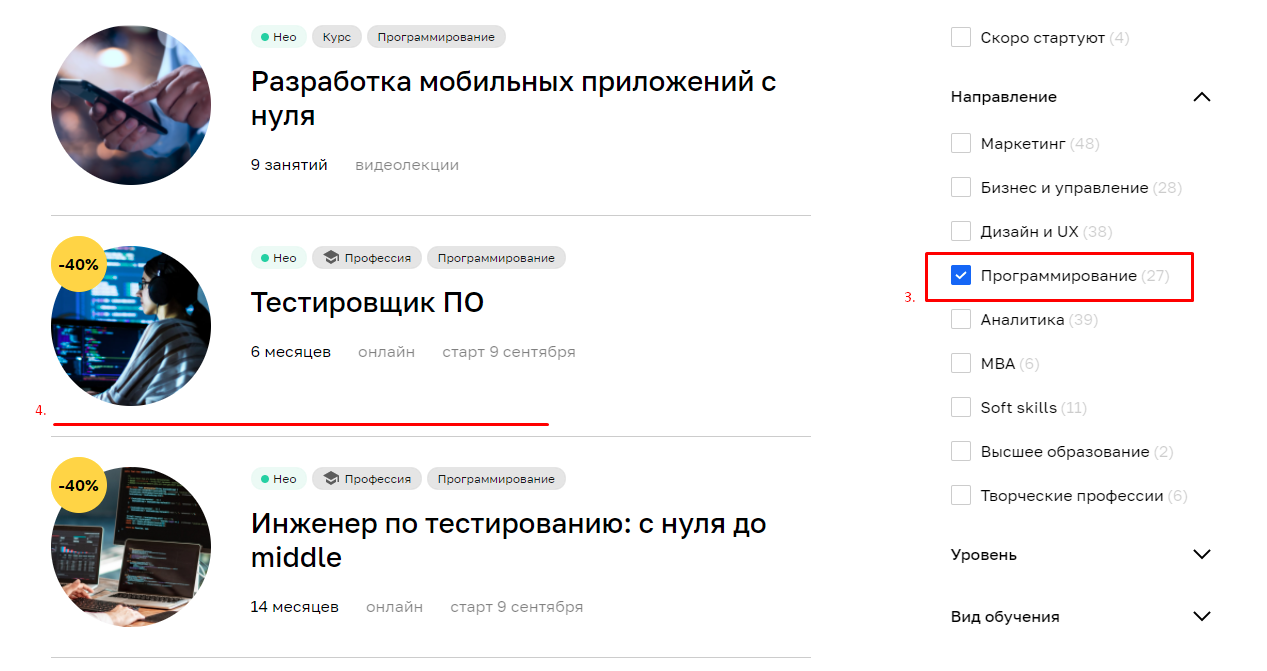 Нео Курс Программирование
Разработка мобильных приложений с
нуля
9 занятий видеолекции
-40%
Нео Профессия Программирование
Тестировщик ПО
6 месяцев онлайн старт 9 сентября
4.
-40%
Нео Профессия Программирование
Инженер по тестированию: с нуля до
middle
14 месяцев онлайн старт 9 сентября
Скоро стартуют (4)
Направление
Маркетинг (48)
Бизнес и управление (28)
Дизайн и UX (38)
3.
Программирование (27)
Аналитика (39)
MBA (6)
Soft skills (11)
Высшее образование (2)
Творческие профессии (6)
Уровень
Вид обучения